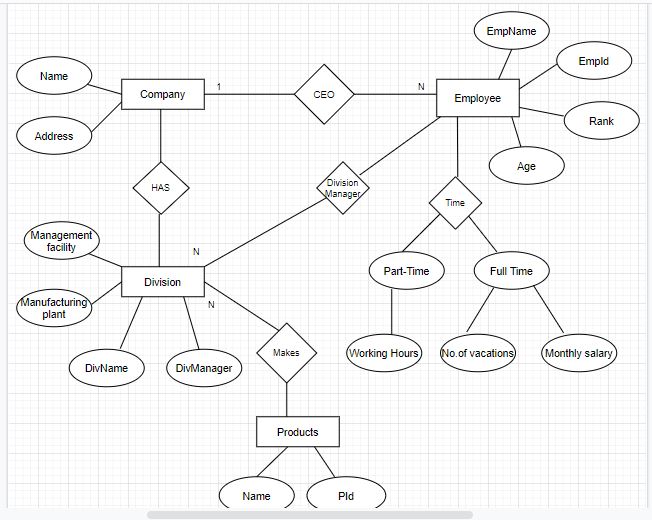 EmpName
EmpId
Name
Company
1
CEO
N
Employee
Rank
Address
Age
HAS
Division
Manager
Time
Management
facility
N
Part-Time
Full Time
Division
Manufacturing
plant
N
Makes
Working Hours
No.of vacations
Monthly salary
DivName
DivManager
Products
Name
PId